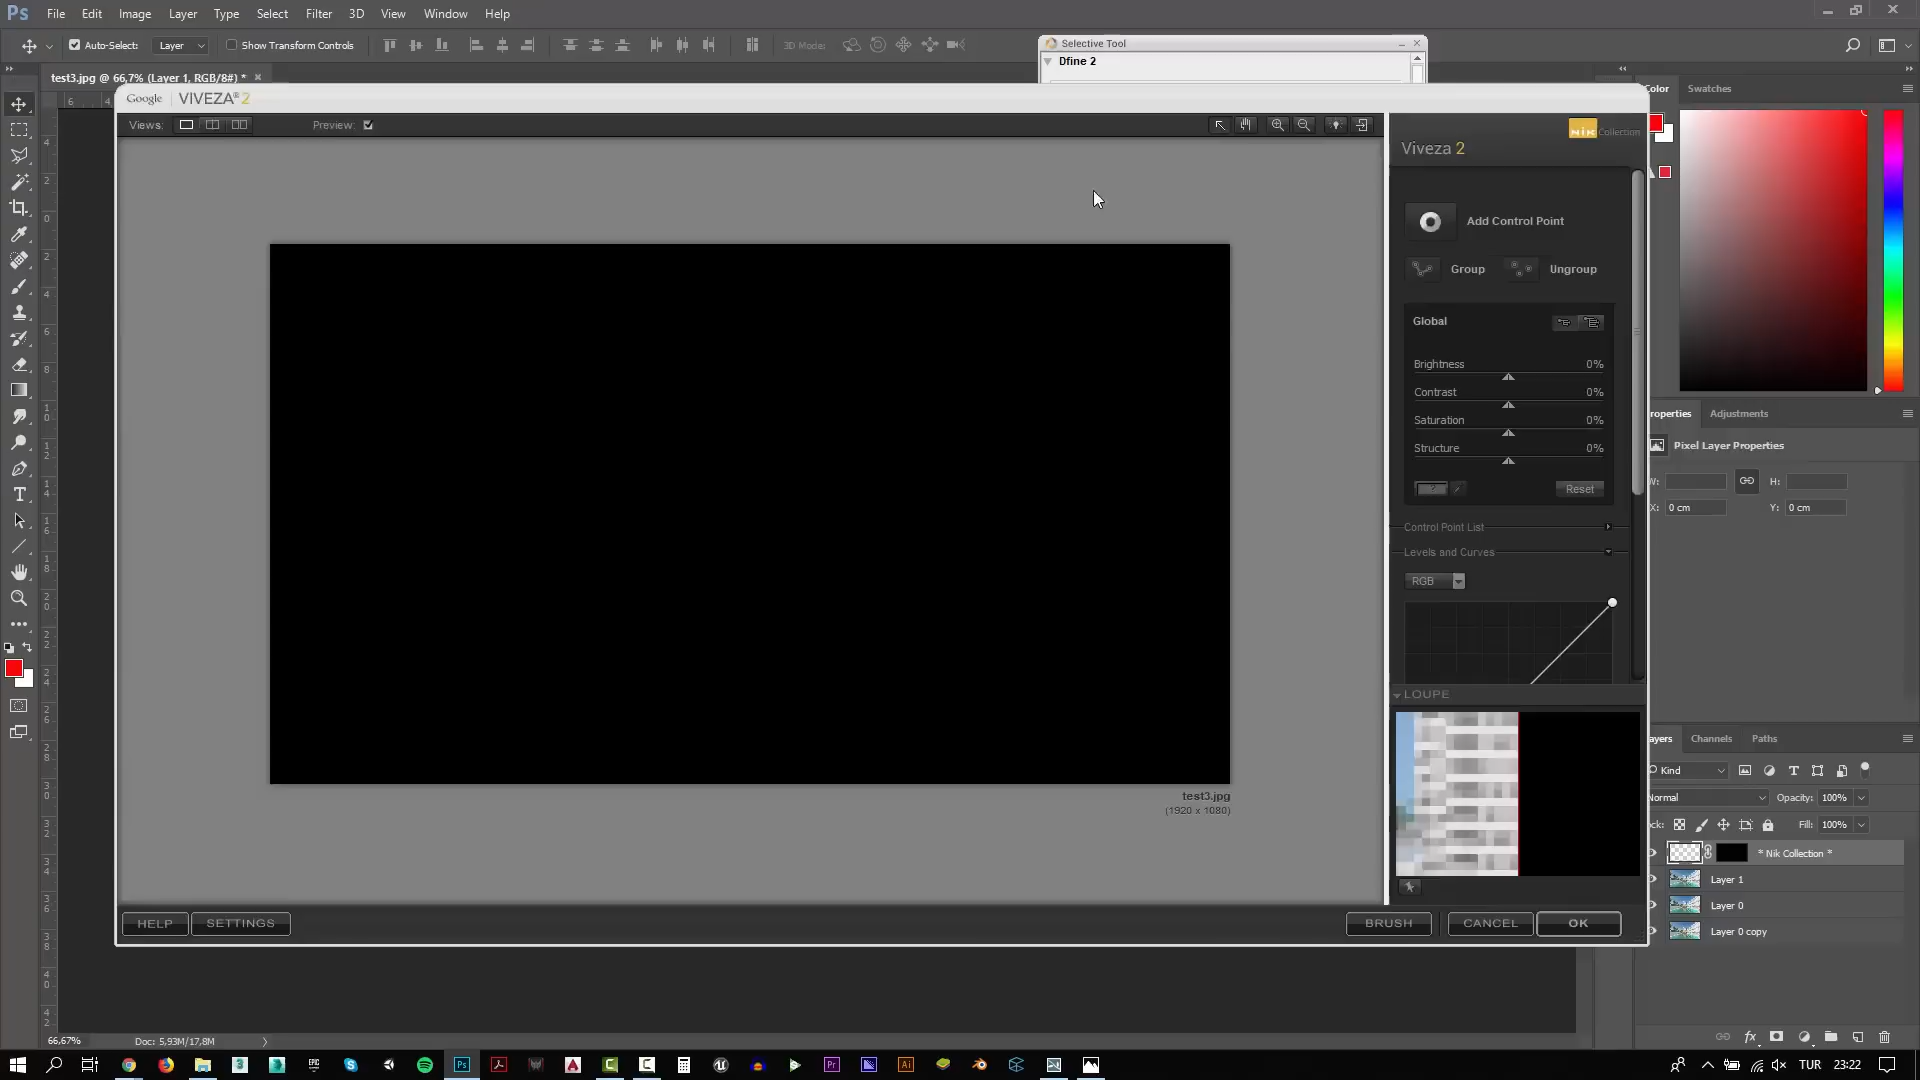 Ps File Edit Image Layer Type Select Filter 3D View Window Help
Auto-Select: Layer Show Transform Controls 3D Mode:
Selective Tool
Dfine 2
test3.jpg @ 66,7% (Layer 1, RGB/8#) *
Google VIVEZA® 2
Views: Preview:
Nik Collection
Viveza 2
Add Control Point
Group Ungroup
Global
Brightness 0%
Contrast 0%
Saturation 0%
Structure 0%
Reset
Control Point List
Levels and Curves
RGB
LOUPE
test3.jpg
(1920 x 1080)
HELP SETTINGS BRUSH CANCEL OK
Color Swatches
roperties Adjustments
Pixel Layer Properties
W: H:
X: 0 cm Y: 0 cm
ayers Channels Paths
Kind
Normal Opacity: 100%
ock: Fill: 100%
* Nik Collection *
Layer 1
Layer 0
Layer 0 copy
66,67% Doc: 5,93M/17,8M
TUR 23:22